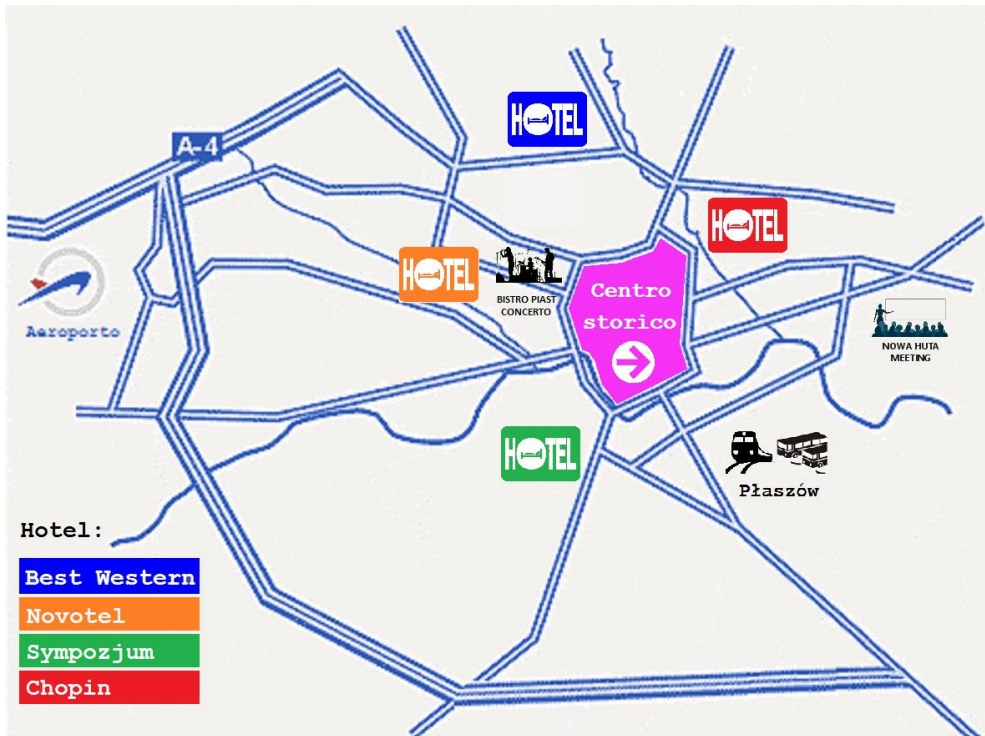 HOTEL
A-4
HOTEL
HOTEL
BISTRO PIAST
CONCERTO
Centro
storico
Aeroporto
NOWA HUTA
MEETING
HOTEL
Płaszów
Hotel:
Best Western
Novotel
Sympozjum
Chopin